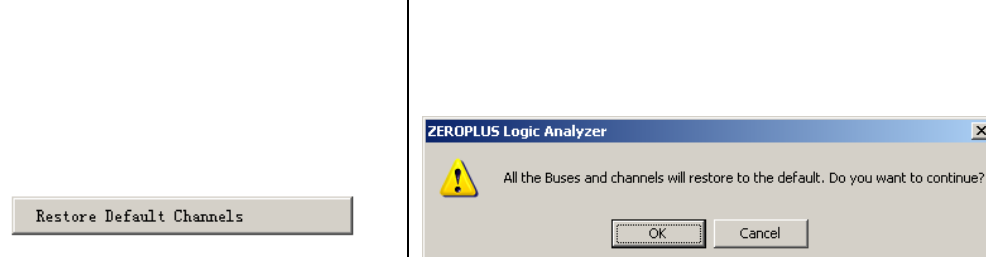 Restore Default Channels
ZEROPLUS Logic Analyzer
All the Buses and channels will restore to the default. Do you want to continue?
OK
Cancel